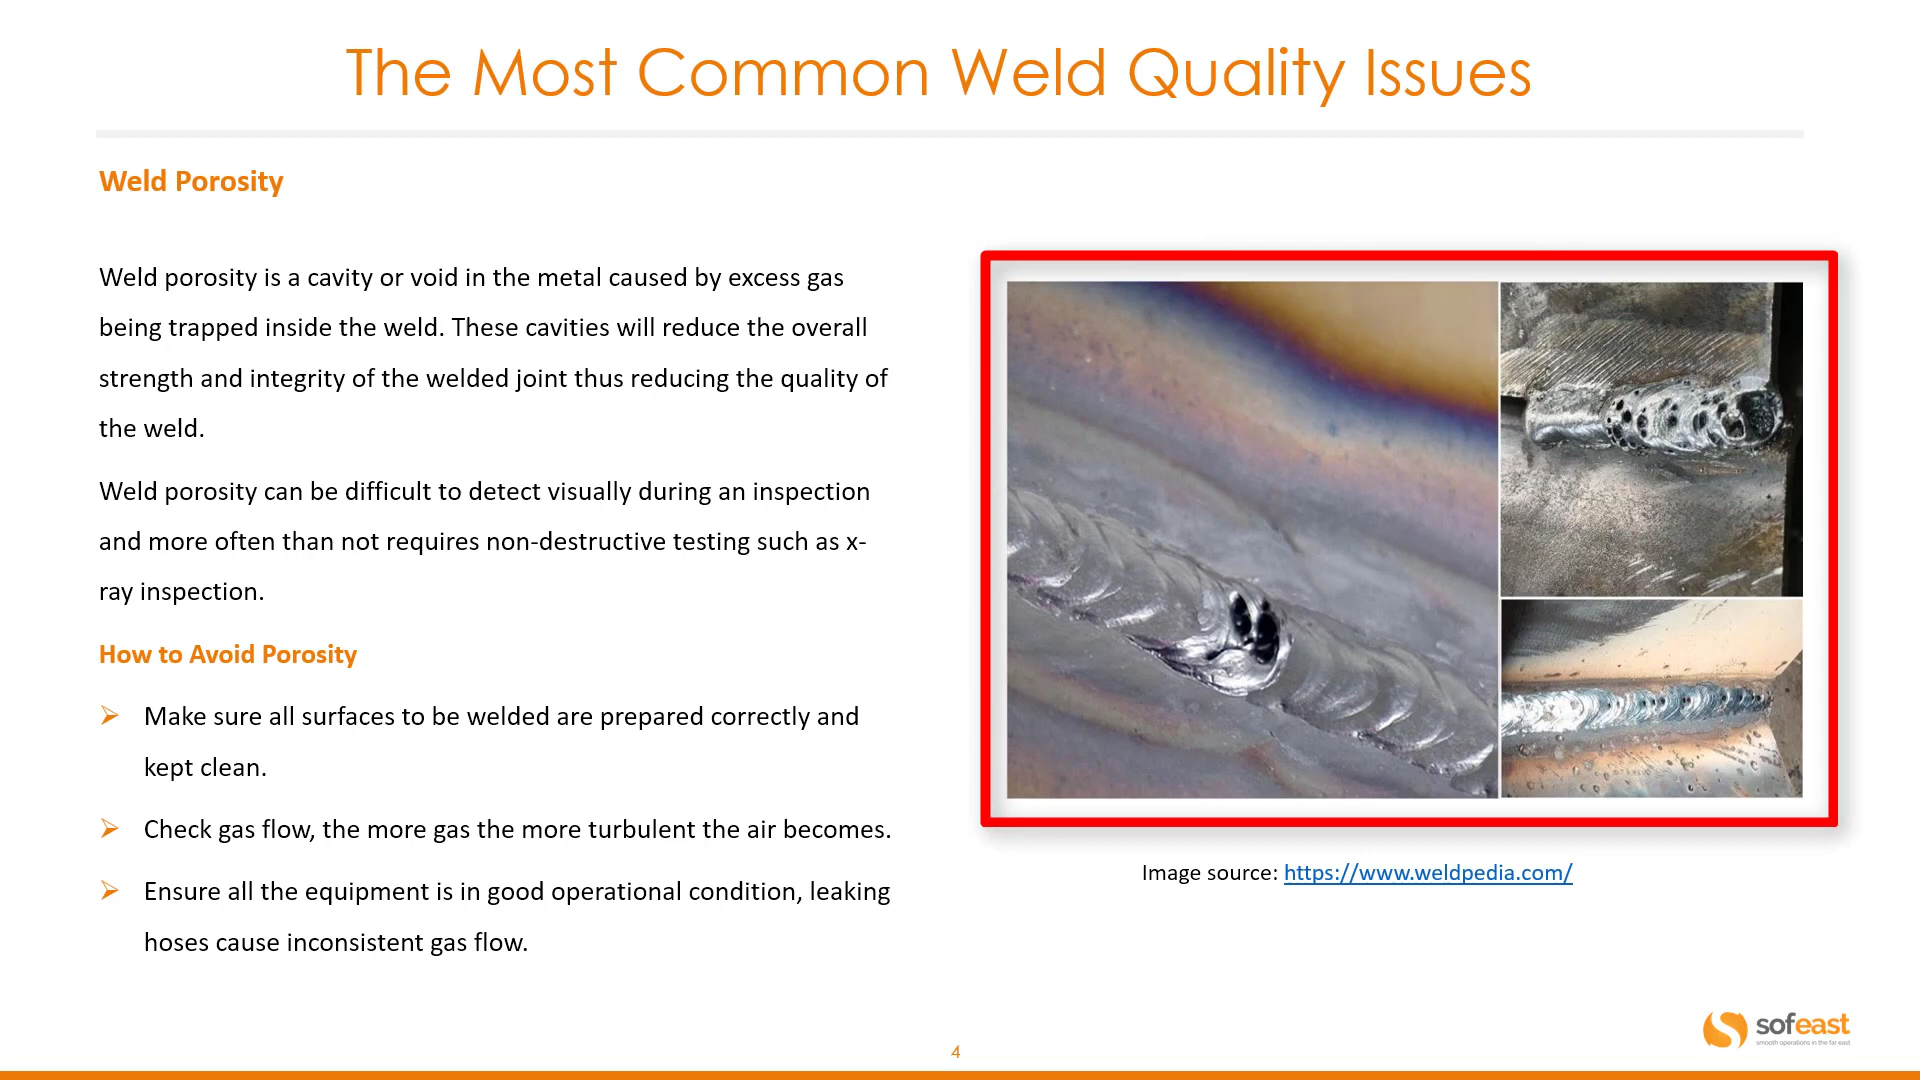 The Most Common Weld Quality Issues
Weld Porosity
Weld porosity is a cavity or void in the metal caused by excess gas
being trapped inside the weld. These cavities will reduce the overall
strength and integrity of the welded joint thus reducing the quality of
the weld.
Weld porosity can be difficult to detect visually during an inspection
and more often than not requires non-destructive testing such as x-
ray inspection.
How to Avoid Porosity
➢ Make sure all surfaces to be welded are prepared correctly and
kept clean.
➢ Check gas flow, the more gas the more turbulent the air becomes.
➢ Ensure all the equipment is in good operational condition, leaking
hoses cause inconsistent gas flow.
Image source: https://www.weldpedia.com/
sofeast
smooth operations in the far east
4